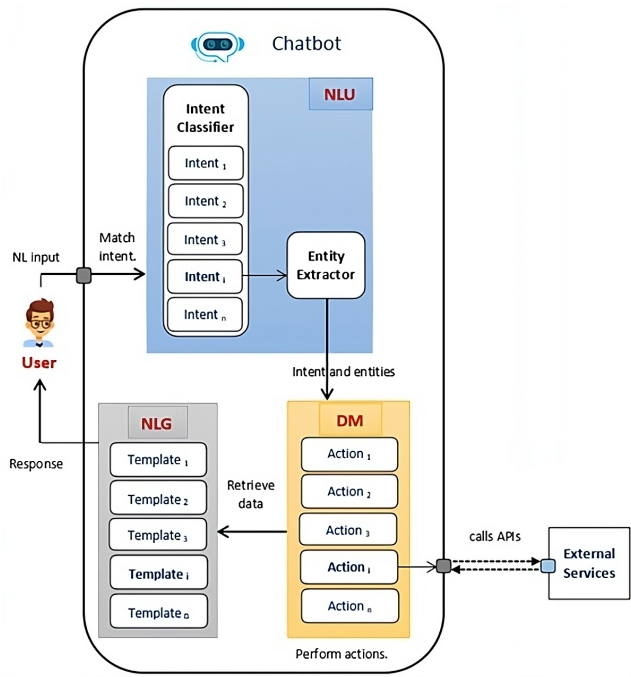 Chatbot
NLU
Intent
Classifier
Intent 1
Intent 2
Intent 3
Intent i
Intent n
Entity
Extractor
NL input
Match
intent.
User
Intent and entities
NLG
Template 1
Template 2
Template 3
Template i
Template n
Response
Retrieve
data
DM
Action 1
Action 2
Action 3
Action i
Action n
Perform actions.
calls APIs
External
Services